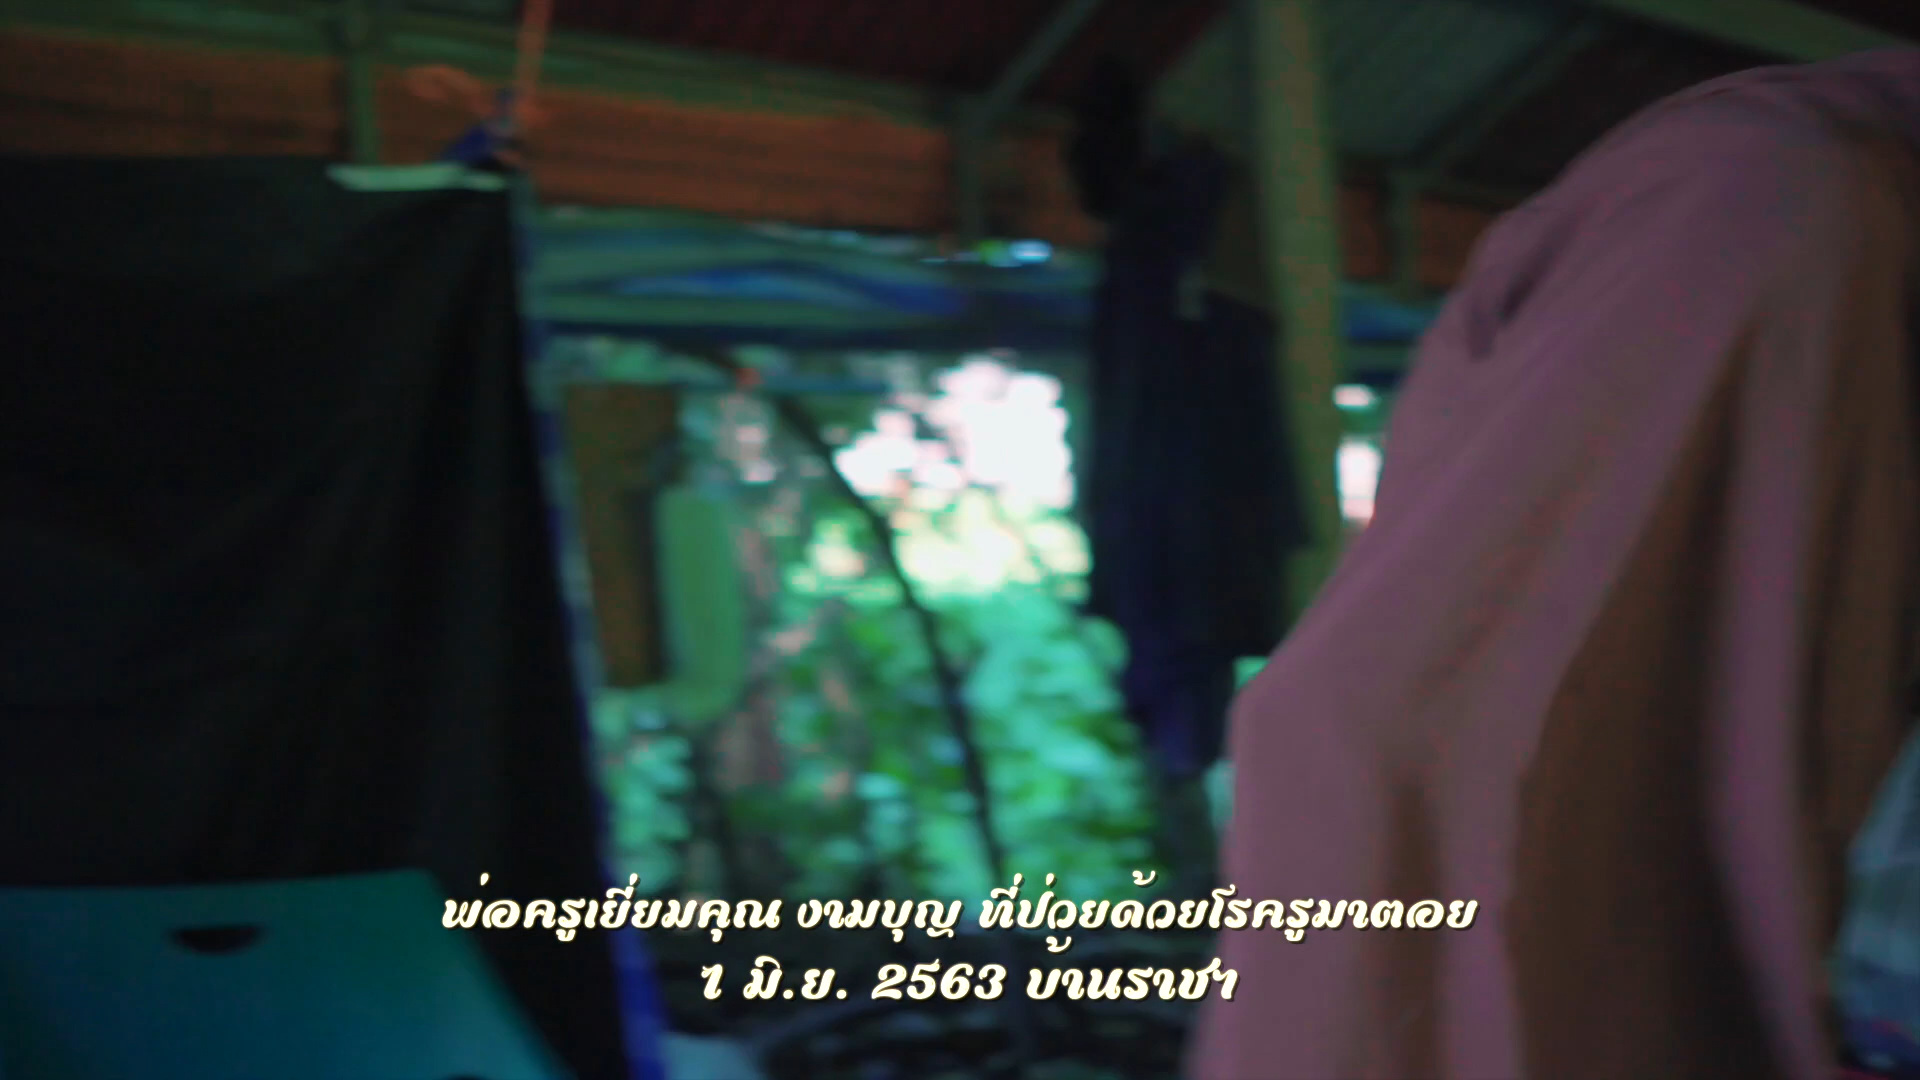 พ่อครูเยี่ยมคุณ งามบุญ ที่ป่วยด้วยโรครูมาตอย
1 มิ.ย. 2563 บ้านราชฯ